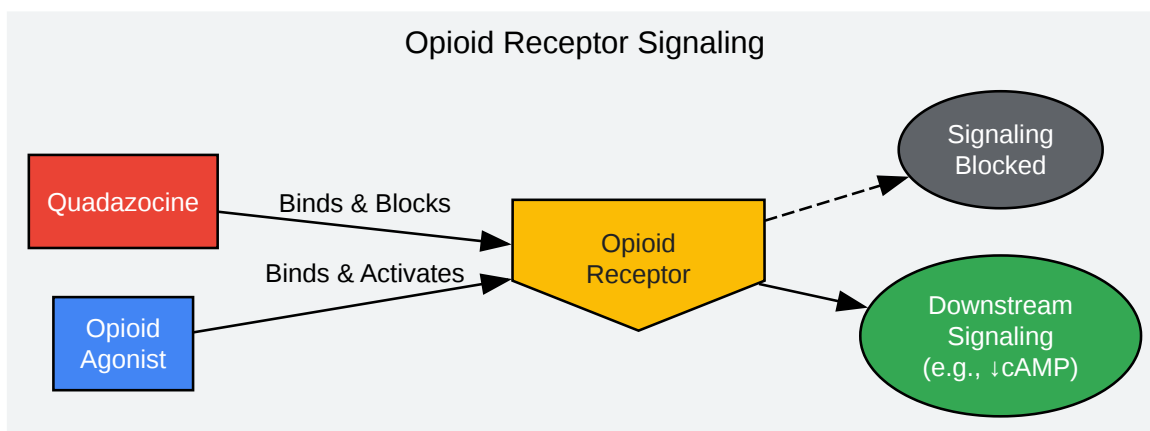 Opioid Receptor Signaling
Quadazocine
Binds & Blocks
Opioid
Agonist
Binds & Activates
Opioid
Receptor
Signaling
Blocked
Downstream
Signaling
(e.g., ↓cAMP)